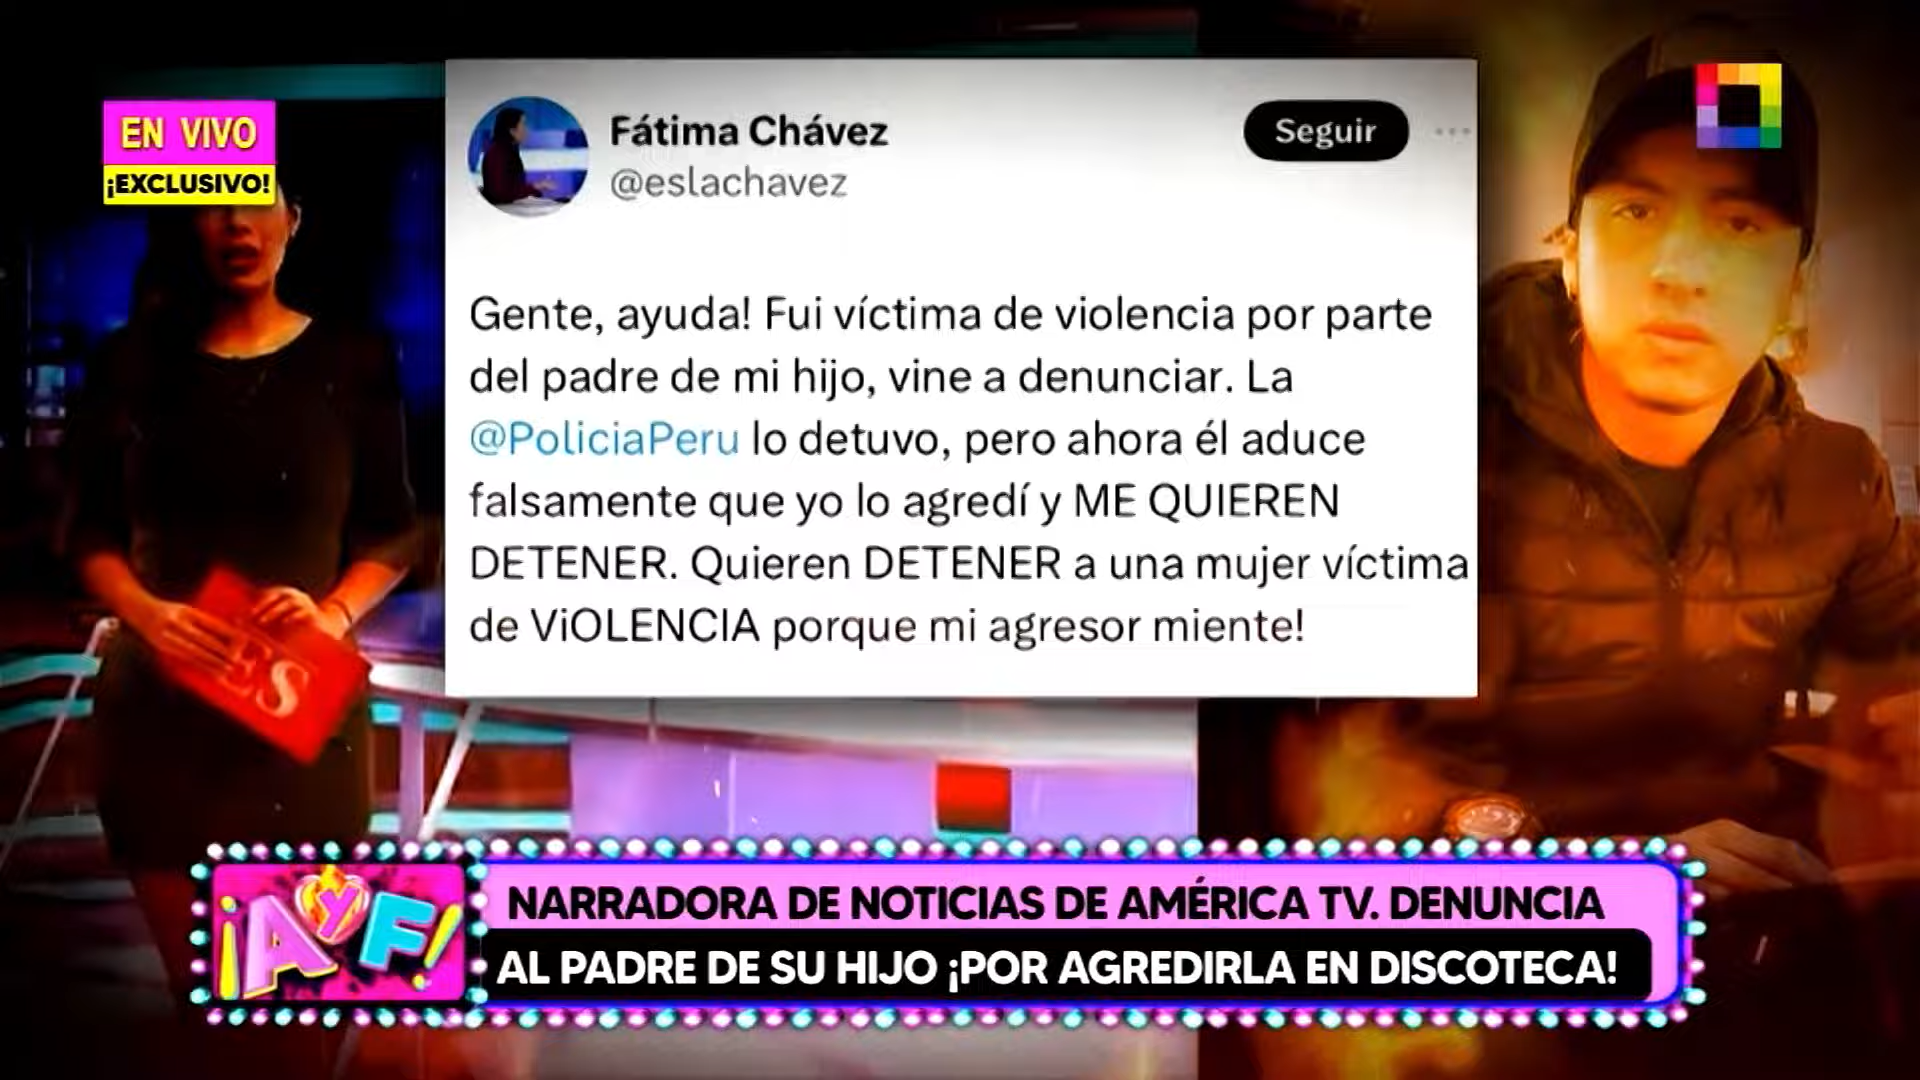 EN VIVO
¡EXCLUSIVO!
Fátima Chávez
@eslachavez
Seguir
Gente, ayuda! Fui víctima de violencia por parte
del padre de mi hijo, vine a denunciar. La
@PoliciaPeru lo detuvo, pero ahora él aduce
falsamente que yo lo agredí y ME QUIEREN
DETENER. Quieren DETENER a una mujer víctima
de ViOLENCIA porque mi agresor miente!
ES
¡AyF!
NARRADORA DE NOTICIAS DE AMÉRICA TV. DENUNCIA
AL PADRE DE SU HIJO ¡POR AGREDIRLA EN DISCOTECA!